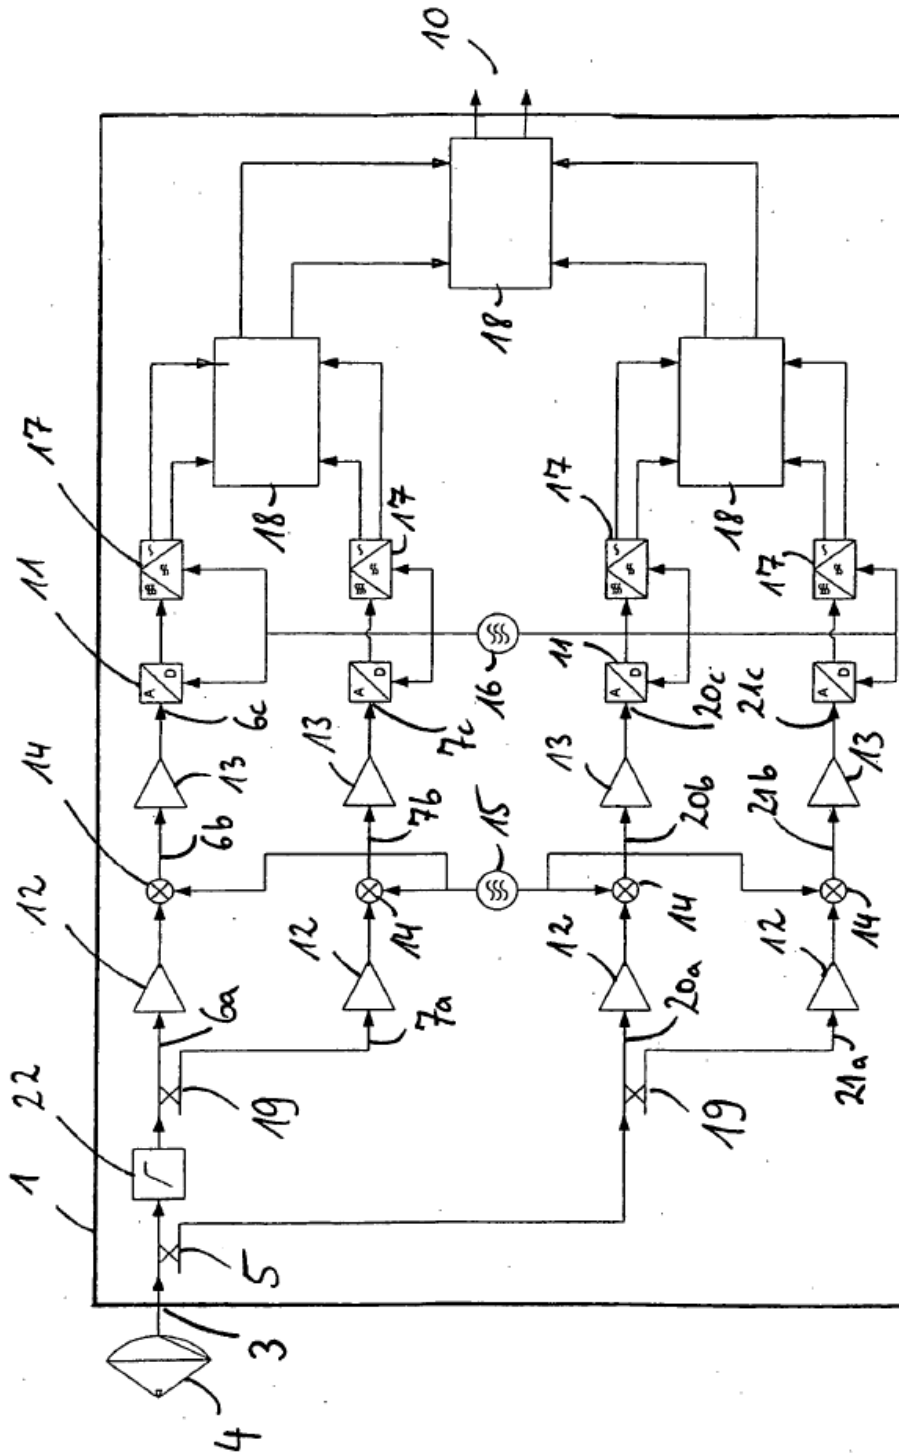 1 22 12 14 11 17
A D
4 3 5 19 6a 6b 13 6c
12 13 18 10
A D
7a 14 7b 7c 17
15 16 18
12 13 11 17
A D
19 20a 14 20b 20c 18
12 21b 21c 17
A D
21a 14 13